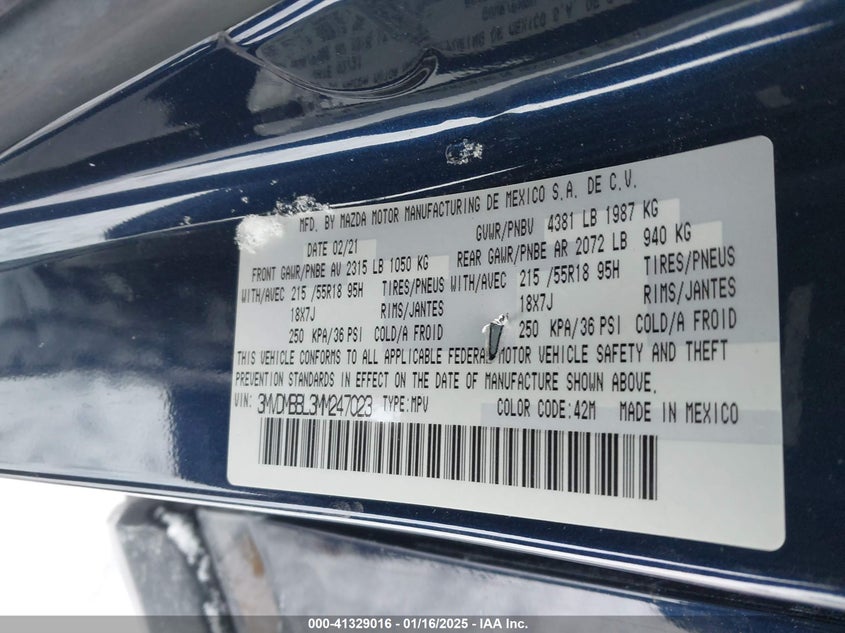 MFD. BY MAZDA MOTOR MANUFACTURING DE MEXICO S.A. DE C.V.
DATE 02/21 GVWR/PNBV 4381 LB 1987 KG
FRONT GAWR/PNBE AV 2315 LB 1050 KG REAR GAWR/PNBE AR 2072 LB 940 KG
WITH/AVEC 215 /55R18 95H TIRES/PNEUS WITH/AVEC 215 /55R18 95H TIRES/PNEUS
18X7J RIMS/JANTES 18X7J RIMS/JANTES
250 KPA/36 PSI COLD/A FROID 250 KPA/36 PSI COLD/A FROID
THIS VEHICLE CONFORMS TO ALL APPLICABLE FEDERAL MOTOR VEHICLE SAFETY AND THEFT
PREVENTION STANDARDS IN EFFECT ON THE DATE OF MANUFACTURE SHOWN ABOVE.
VIN: 3MVDMBBL3MM247023 TYPE:MPV COLOR CODE:42M MADE IN MEXICO
000-41329016 - 01/16/2025 - IAA Inc.